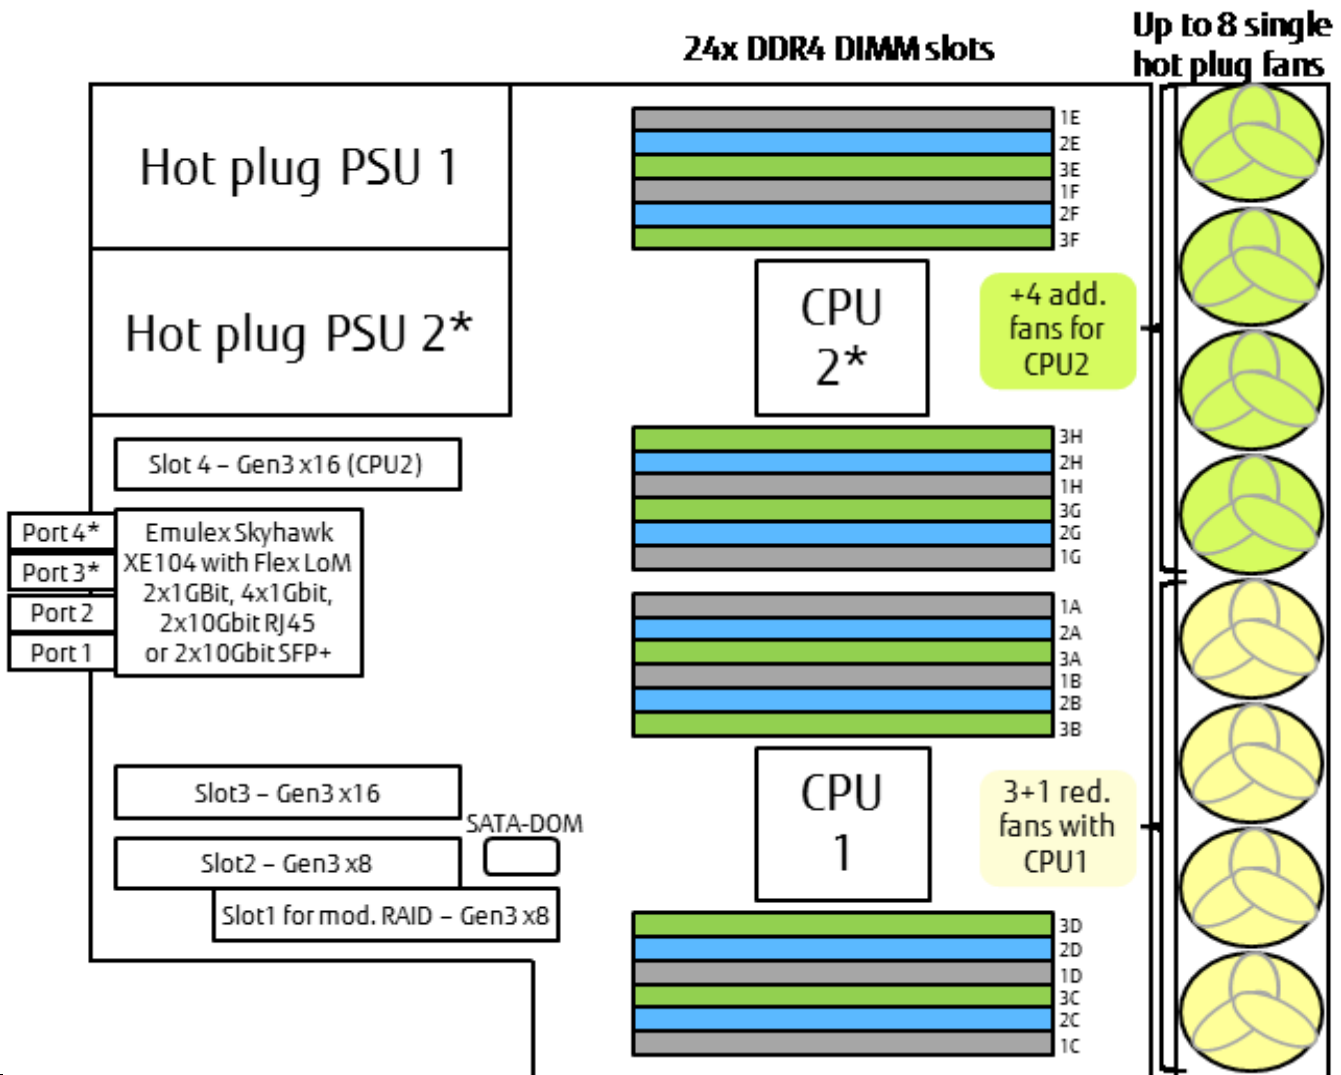 24x DDR4 DIMM slots
Up to 8 single
hot plug fans
Hot plug PSU 1
Hot plug PSU 2*
1E
2E
3E
1F
2F
3F
CPU
2*
+4 add.
fans for
CPU2
Slot 4 – Gen3 x16 (CPU2)
3H
2H
1H
3G
2G
1G
Port 4*
Port 3*
Port 2
Port 1
Emulex Skyhawk
XE104 with Flex LoM
2x1GBit, 4x1Gbit,
2x10Gbit RJ45
or 2x10Gbit SFP+
1A
2A
3A
1B
2B
3B
Slot3 – Gen3 x16
SATA-DOM
Slot2 – Gen3 x8
Slot1 for mod. RAID – Gen3 x8
CPU
1
3+1 red.
fans with
CPU1
3D
2D
1D
3C
2C
1C